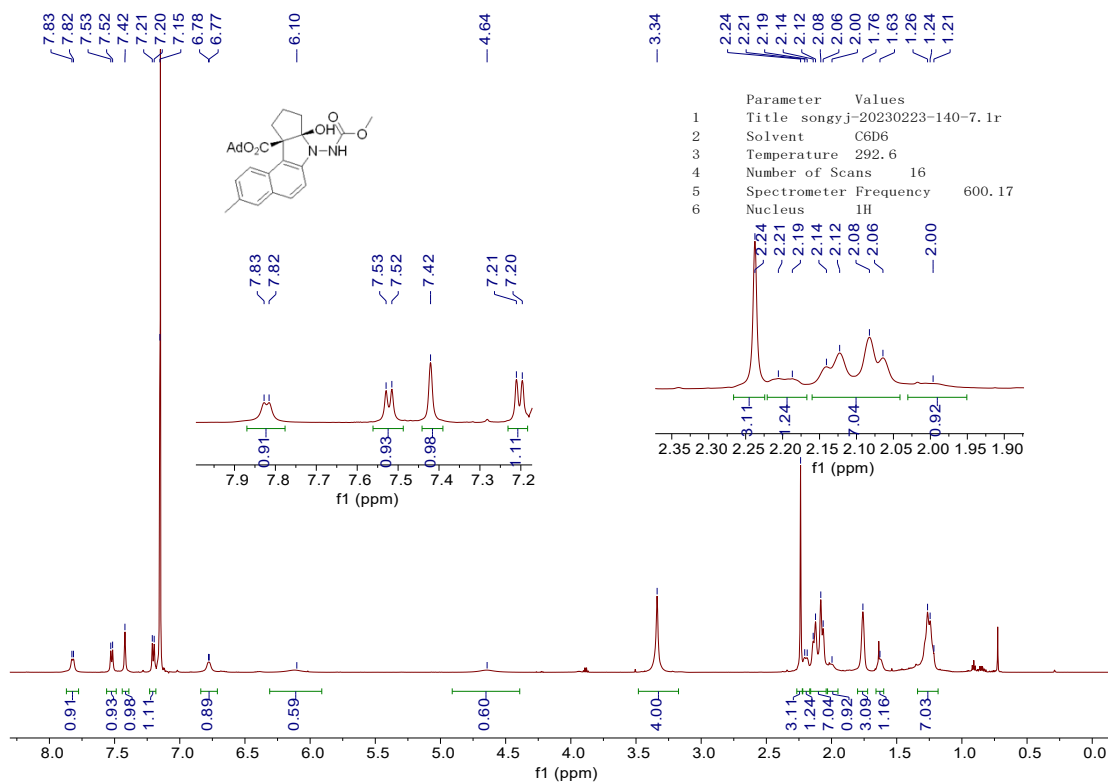 7.83 7.82 7.53 7.52 7.42 7.21 7.20 7.15 6.78 6.77 6.10 4.64 3.34 2.24 2.21 2.19 2.14 2.12 2.08 2.06 2.00 1.76 1.63 1.26 1.24 1.21
Parameter Values
1 Title songyj-20230223-140-7.1r
2 Solvent C6D6
3 Temperature 292.6
4 Number of Scans 16
5 Spectrometer Frequency 600.17
6 Nucleus 1H
O
OH
O
AdO2C
N-NH
7.83 7.82 7.53 7.52 7.42 7.21 7.20
0.91 0.93 0.98 1.11
7.9 7.8 7.7 7.6 7.5 7.4 7.3 7.2
f1 (ppm)
2.24 2.21 2.19 2.14 2.12 2.08 2.06 2.00
3.11 1.24 7.04 0.92
2.35 2.30 2.25 2.20 2.15 2.10 2.05 2.00 1.95 1.90
f1 (ppm)
0.91 0.93 0.98 1.11 0.89 0.59 0.60 4.00 3.11 1.24 7.04 0.92 3.09 1.16 7.03
8.0 7.5 7.0 6.5 6.0 5.5 5.0 4.5 4.0 3.5 3.0 2.5 2.0 1.5 1.0 0.5 0.0
f1 (ppm)